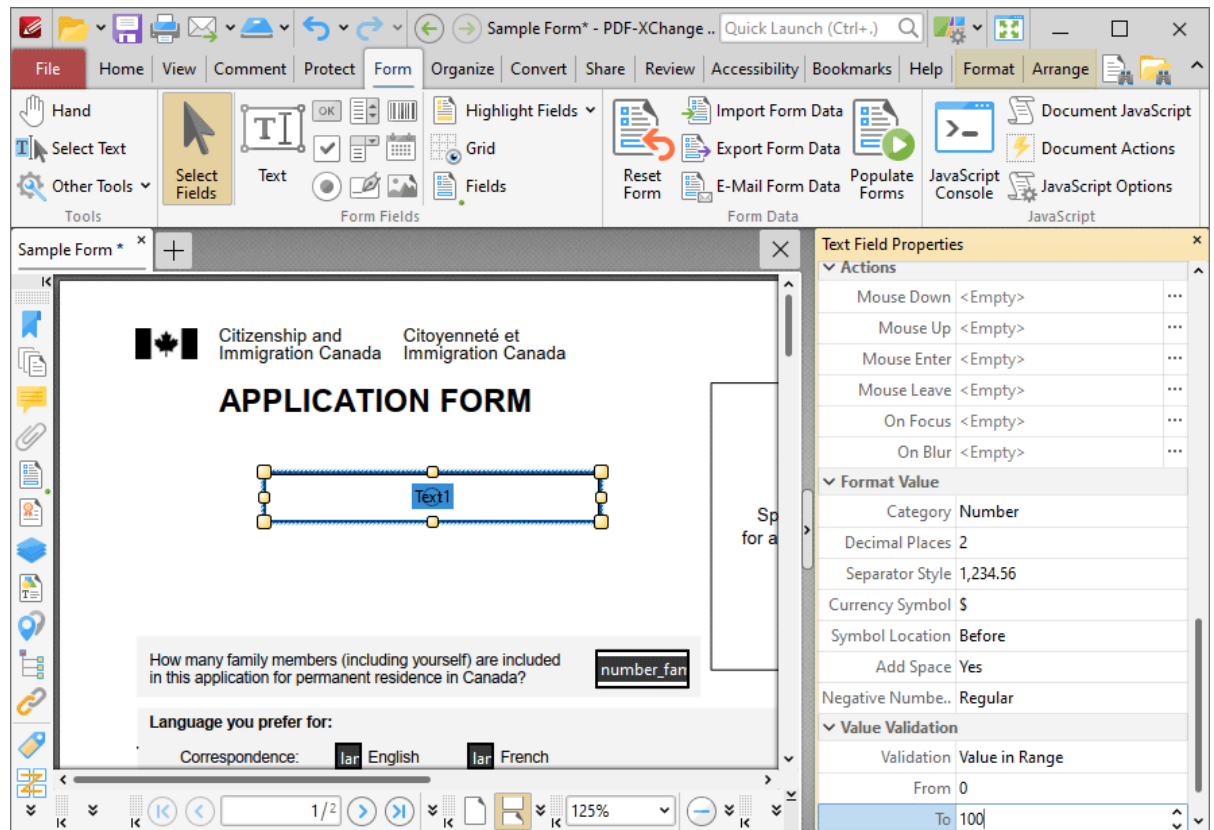 Sample Form* - PDF-XChange ..
Quick Launch (Ctrl+.)
File Home View Comment Protect Form Organize Convert Share Review Accessibility Bookmarks Help Format Arrange
Hand
Select Text
Other Tools
Tools
Select Fields
Text
OK
Highlight Fields
Grid
Fields
Form Fields
Reset Form
Import Form Data
Export Form Data
E-Mail Form Data
Populate Forms
Form Data
JavaScript Console
Document JavaScript
Document Actions
JavaScript Options
JavaScript
Sample Form *
Citizenship and Immigration Canada
Citoyenneté et Immigration Canada
APPLICATION FORM
Text1
Sp
for a
How many family members (including yourself) are included
in this application for permanent residence in Canada?
number_fam
Language you prefer for:
Correspondence: lar English lar French
1/2
125%
Text Field Properties
Actions
Mouse Down <Empty>
Mouse Up <Empty>
Mouse Enter <Empty>
Mouse Leave <Empty>
On Focus <Empty>
On Blur <Empty>
Format Value
Category Number
Decimal Places 2
Separator Style 1,234.56
Currency Symbol $
Symbol Location Before
Add Space Yes
Negative Numbe.. Regular
Value Validation
Validation Value in Range
From 0
To 100